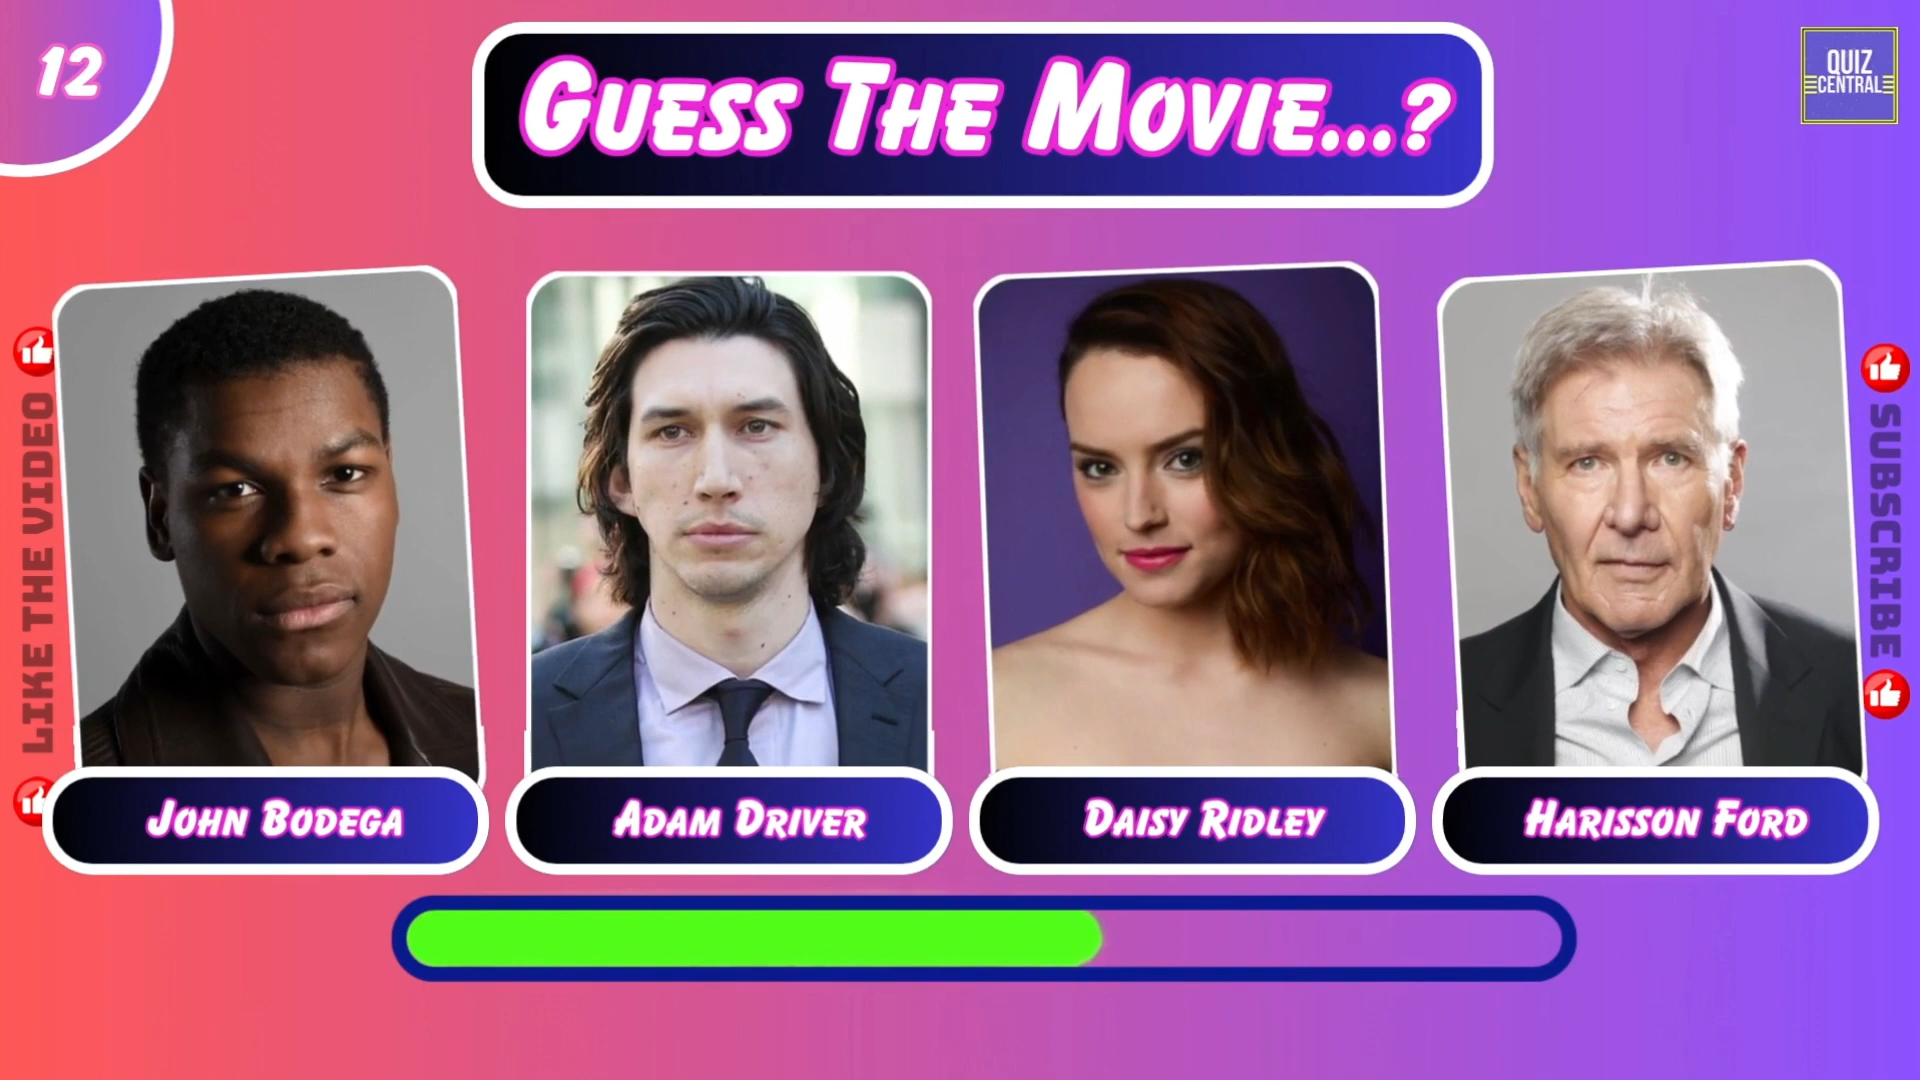 12
Guess The Movie...?
QUIZ
CENTRAL
LIKE THE VIDEO
SUBSCRIBE
John Bodega
Adam Driver
Daisy Ridley
Harisson Ford